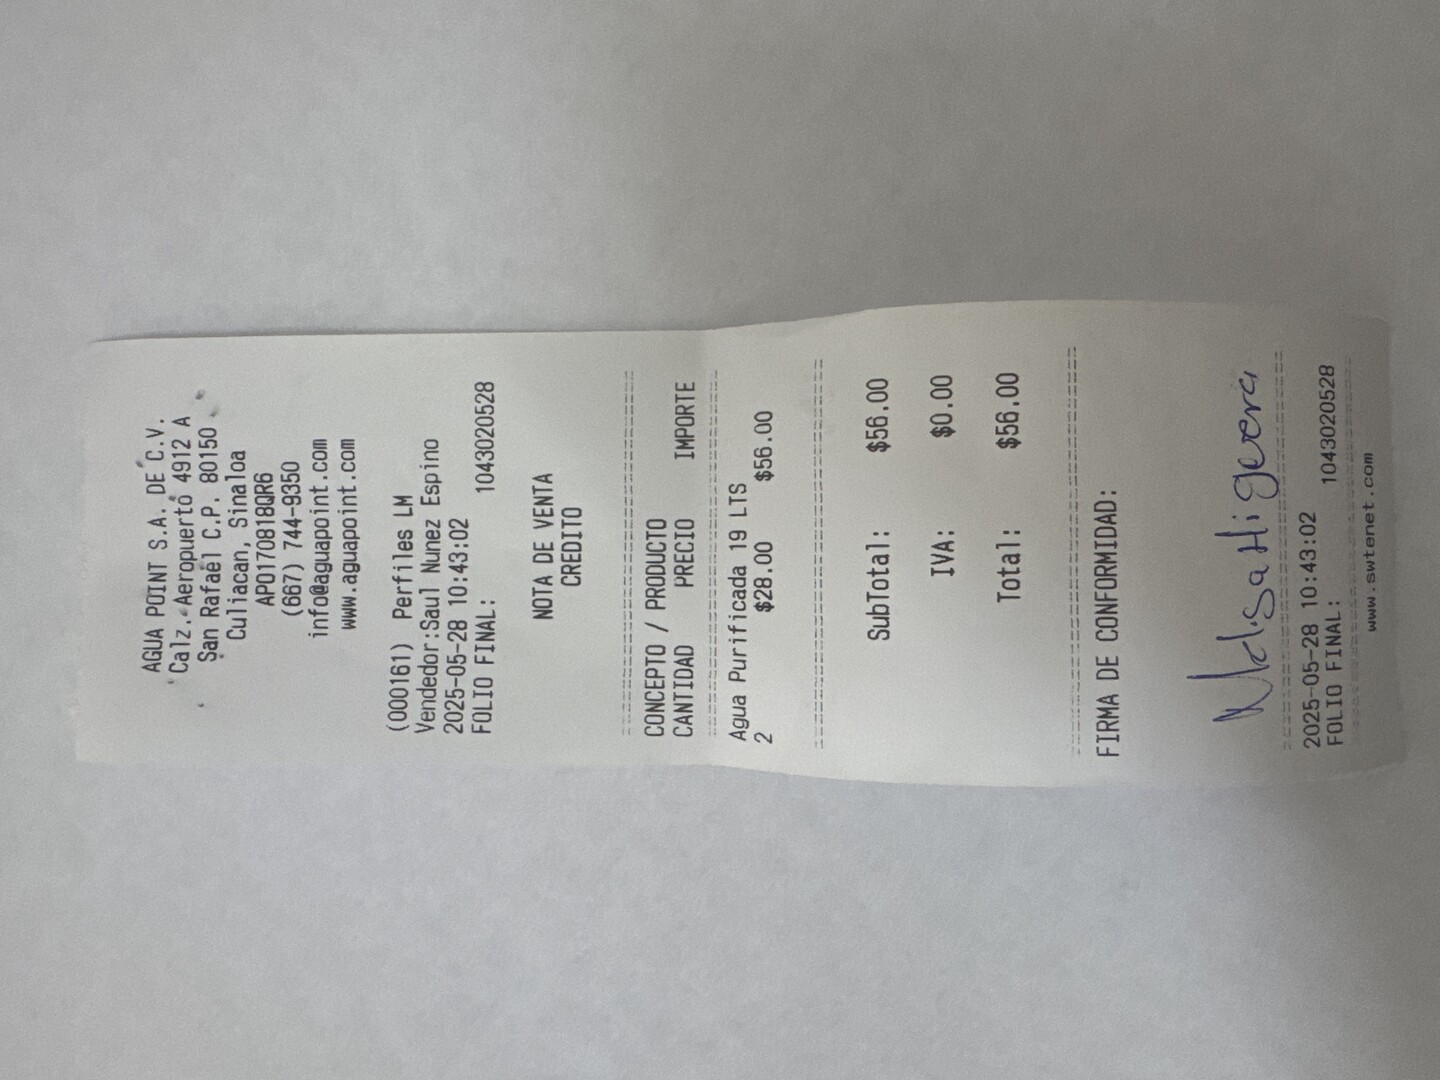 AGUA POINT S.A. DE C.V.
Calz. Aeropuerto 4912 A
San Rafael C.P. 80150
Culiacan, Sinaloa
APO170818QR6
(667) 744-9350
info@aguapoint.com
www.aguapoint.com
(000161) Perfiles LM
Vendedor:Saul Nunez Espino
2025-05-28 10:43:02
FOLIO FINAL: 1043020528
NOTA DE VENTA
CREDITO
CONCEPTO / PRODUCTO
CANTIDAD PRECIO IMPORTE
Agua Purificada 19 LTS
2 $28.00 $56.00
SubTotal: $56.00
IVA: $0.00
Total: $56.00
FIRMA DE CONFORMIDAD:
2025-05-28 10:43:02
FOLIO FINAL: 1043020528
www.swtenet.com